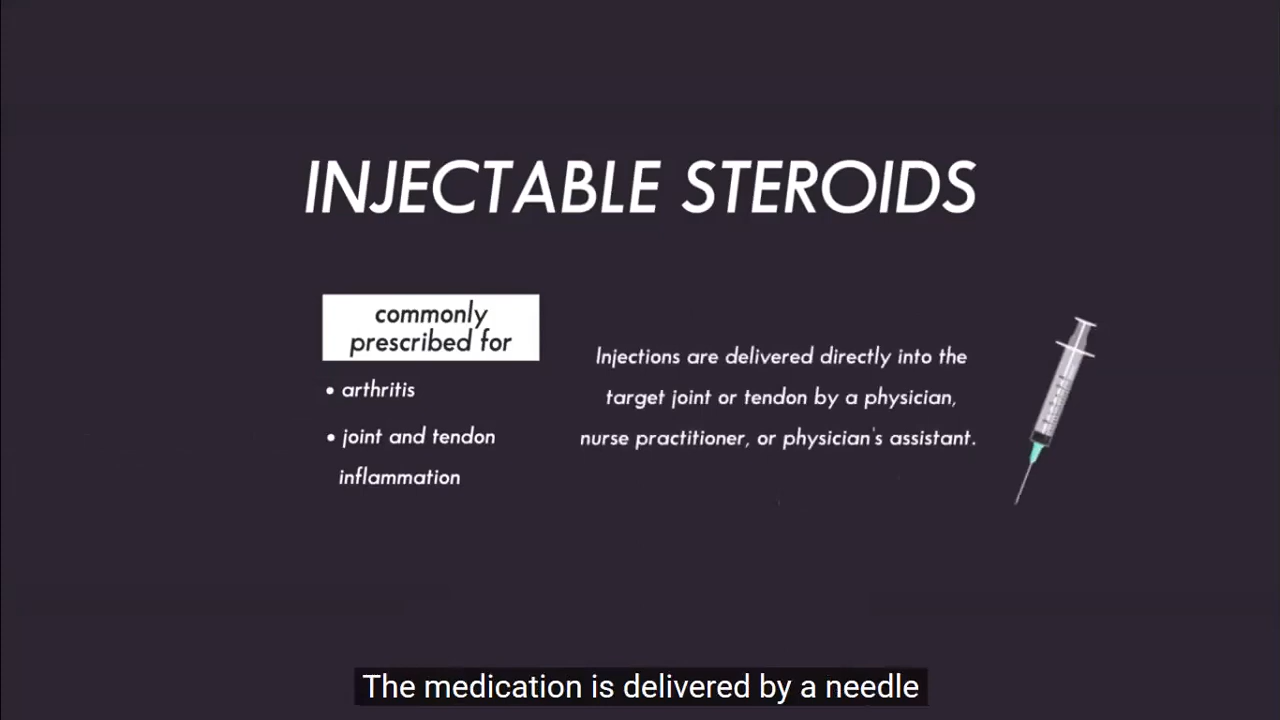 INJECTABLE STEROIDS
commonly
prescribed for
• arthritis
• joint and tendon
inflammation
Injections are delivered directly into the
target joint or tendon by a physician,
nurse practitioner, or physician's assistant.
The medication is delivered by a needle